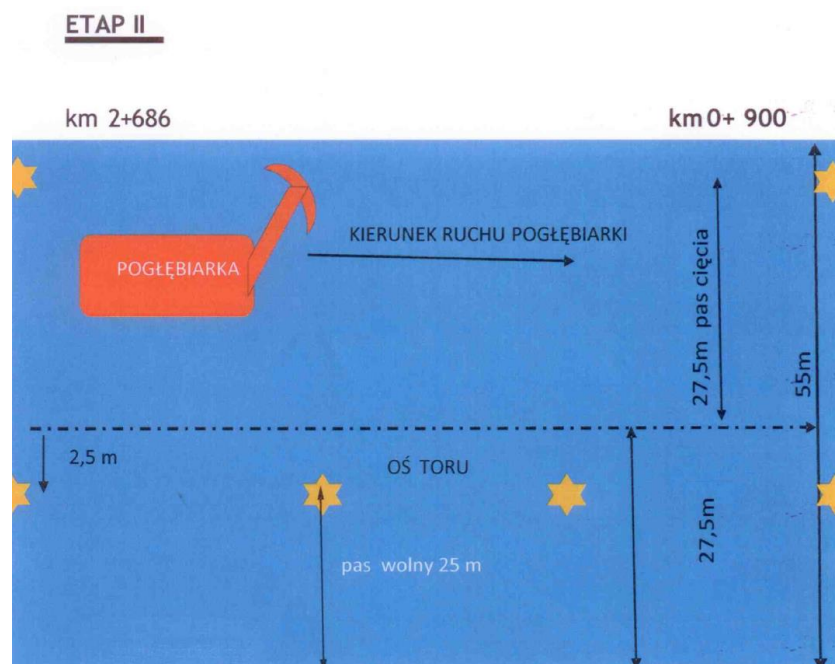 ETAP II
km 2+686
km 0+ 900
KIERUNEK RUCHU POGŁĘBIARKI
POGŁĘBIARKA
27,5m pas cięcia
55m
2,5 m
OŚ TORU
27,5m
pas wolny 25 m